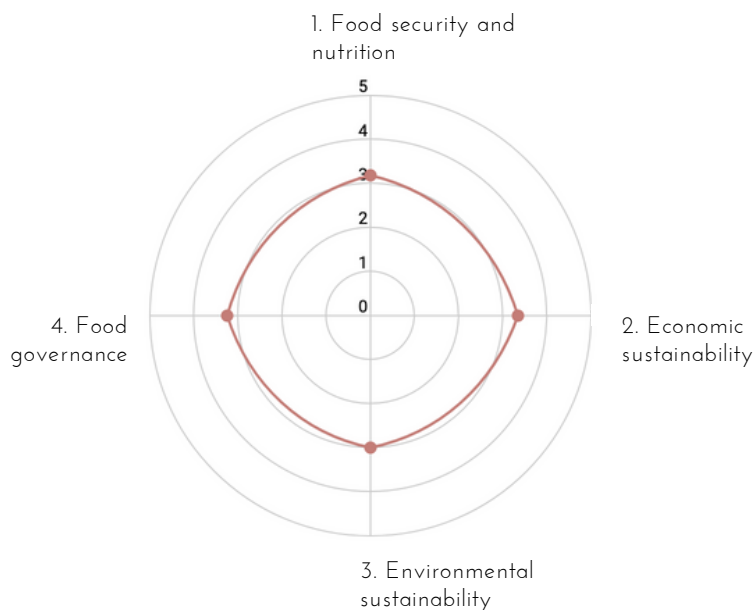 1. Food security and
nutrition
5
4
3
2
1
0
4. Food
governance
2. Economic
sustainability
3. Environmental
sustainability